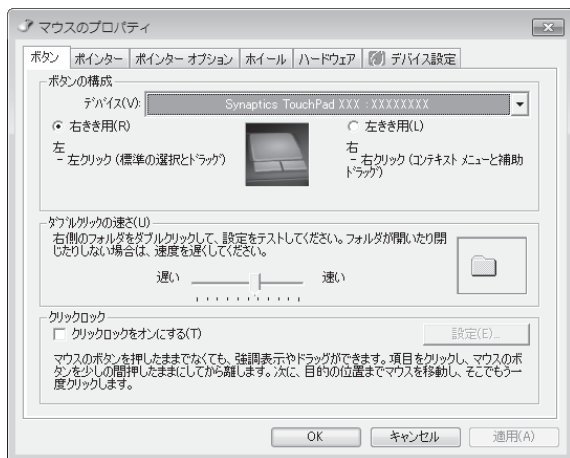 マウスのプロパティ
ボタン ポインター ポインター オプション ホイール ハードウェア デバイス設定
ボタンの構成
デバイス(V): Synaptics TouchPad XXX : XXXXXXXX
右きき用(R) 左きき用(L)
左 右
- 左クリック (標準の選択とドラッグ) - 右クリック (コンテキスト メニューと補助
ドラッグ)
ダブルクリックの速さ(U)
右側のフォルダをダブルクリックして、設定をテストしてください。フォルダが開いたり閉
じたりしない場合は、速度を遅くしてください。
遅い 速い
クリックロック
クリックロックをオンにする(T) 設定(E)...
マウスのボタンを押したままでなくても、強調表示やドラッグができます。項目をクリックし、マウスのボ
タンを少しの間押したままにしてから離します。次に、目的の位置までマウスを移動し、そこでもう一
度クリックします。
OK キャンセル 適用(A)